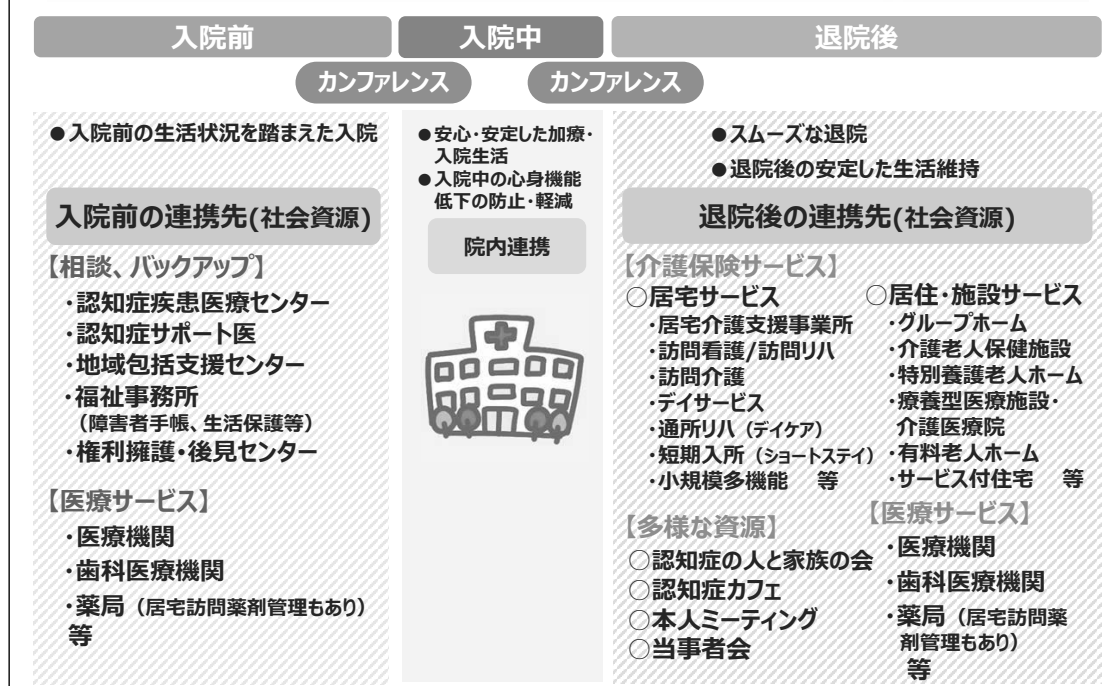 入院前
入院中
退院後
カンファレンス
カンファレンス
●入院前の生活状況を踏まえた入院
入院前の連携先(社会資源)
【相談、バックアップ】
・認知症疾患医療センター
・認知症サポート医
・地域包括支援センター
・福祉事務所
（障害者手帳、生活保護等）
・権利擁護・後見センター
【医療サービス】
・医療機関
・歯科医療機関
・薬局（居宅訪問薬剤管理もあり）
等
●安心・安定した加療・
入院生活
●入院中の心身機能
低下の防止・軽減
院内連携
●スムーズな退院
●退院後の安定した生活維持
退院後の連携先(社会資源)
【介護保険サービス】
○居宅サービス
・居宅介護支援事業所
・訪問看護/訪問リハ
・訪問介護
・デイサービス
・通所リハ（デイケア）
・短期入所（ショートステイ）
・小規模多機能　等
○居住・施設サービス
・グループホーム
・介護老人保健施設
・特別養護老人ホーム
・療養型医療施設・
介護医療院
・有料老人ホーム
・サービス付住宅　等
【多様な資源】
○認知症の人と家族の会
○認知症カフェ
○本人ミーティング
○当事者会
【医療サービス】
・医療機関
・歯科医療機関
・薬局（居宅訪問薬
剤管理もあり）
等